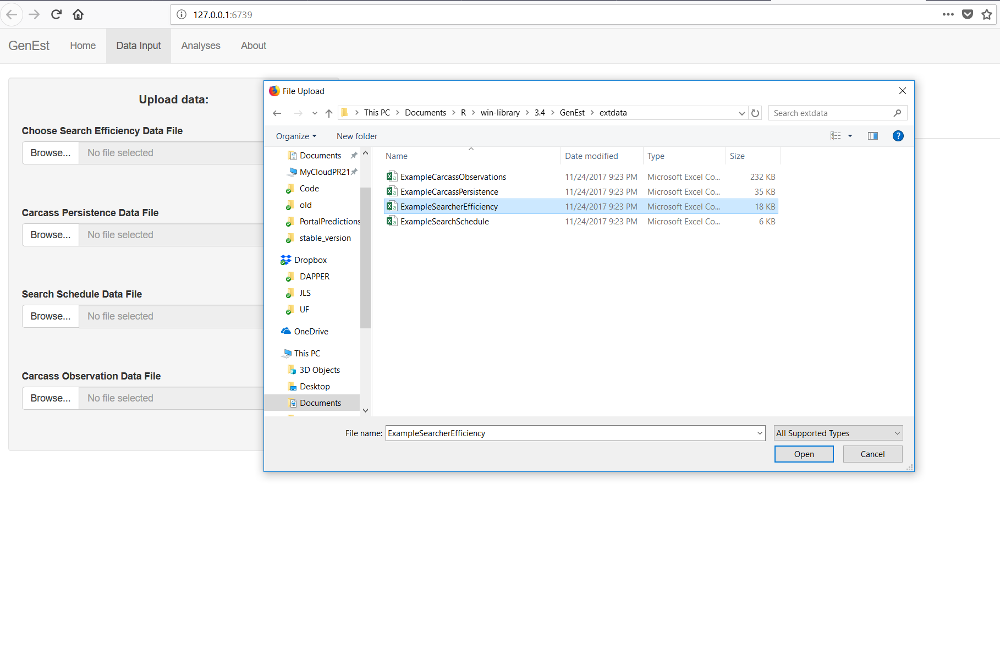 127.0.0.1:6739
GenEst Home Data Input Analyses About
Upload data:
Choose Search Efficiency Data File
Browse... No file selected
Carcass Persistence Data File
Browse... No file selected
Search Schedule Data File
Browse... No file selected
Carcass Observation Data File
Browse... No file selected
File Upload
This PC > Documents > R > win-library > 3.4 > GenEst > extdata
Search extdata
Organize New folder
Documents
MyCloudPR21
Code
old
PortalPredictions
stable_version
Dropbox
DAPPER
JLS
UF
OneDrive
This PC
3D Objects
Desktop
Documents
Name Date modified Type Size
ExampleCarcassObservations 11/24/2017 9:23 PM Microsoft Excel Co... 232 KB
ExampleCarcassPersistence 11/24/2017 9:23 PM Microsoft Excel Co... 35 KB
ExampleSearcherEfficiency 11/24/2017 9:23 PM Microsoft Excel Co... 18 KB
ExampleSearchSchedule 11/24/2017 9:23 PM Microsoft Excel Co... 6 KB
File name: ExampleSearcherEfficiency
All Supported Types
Open Cancel